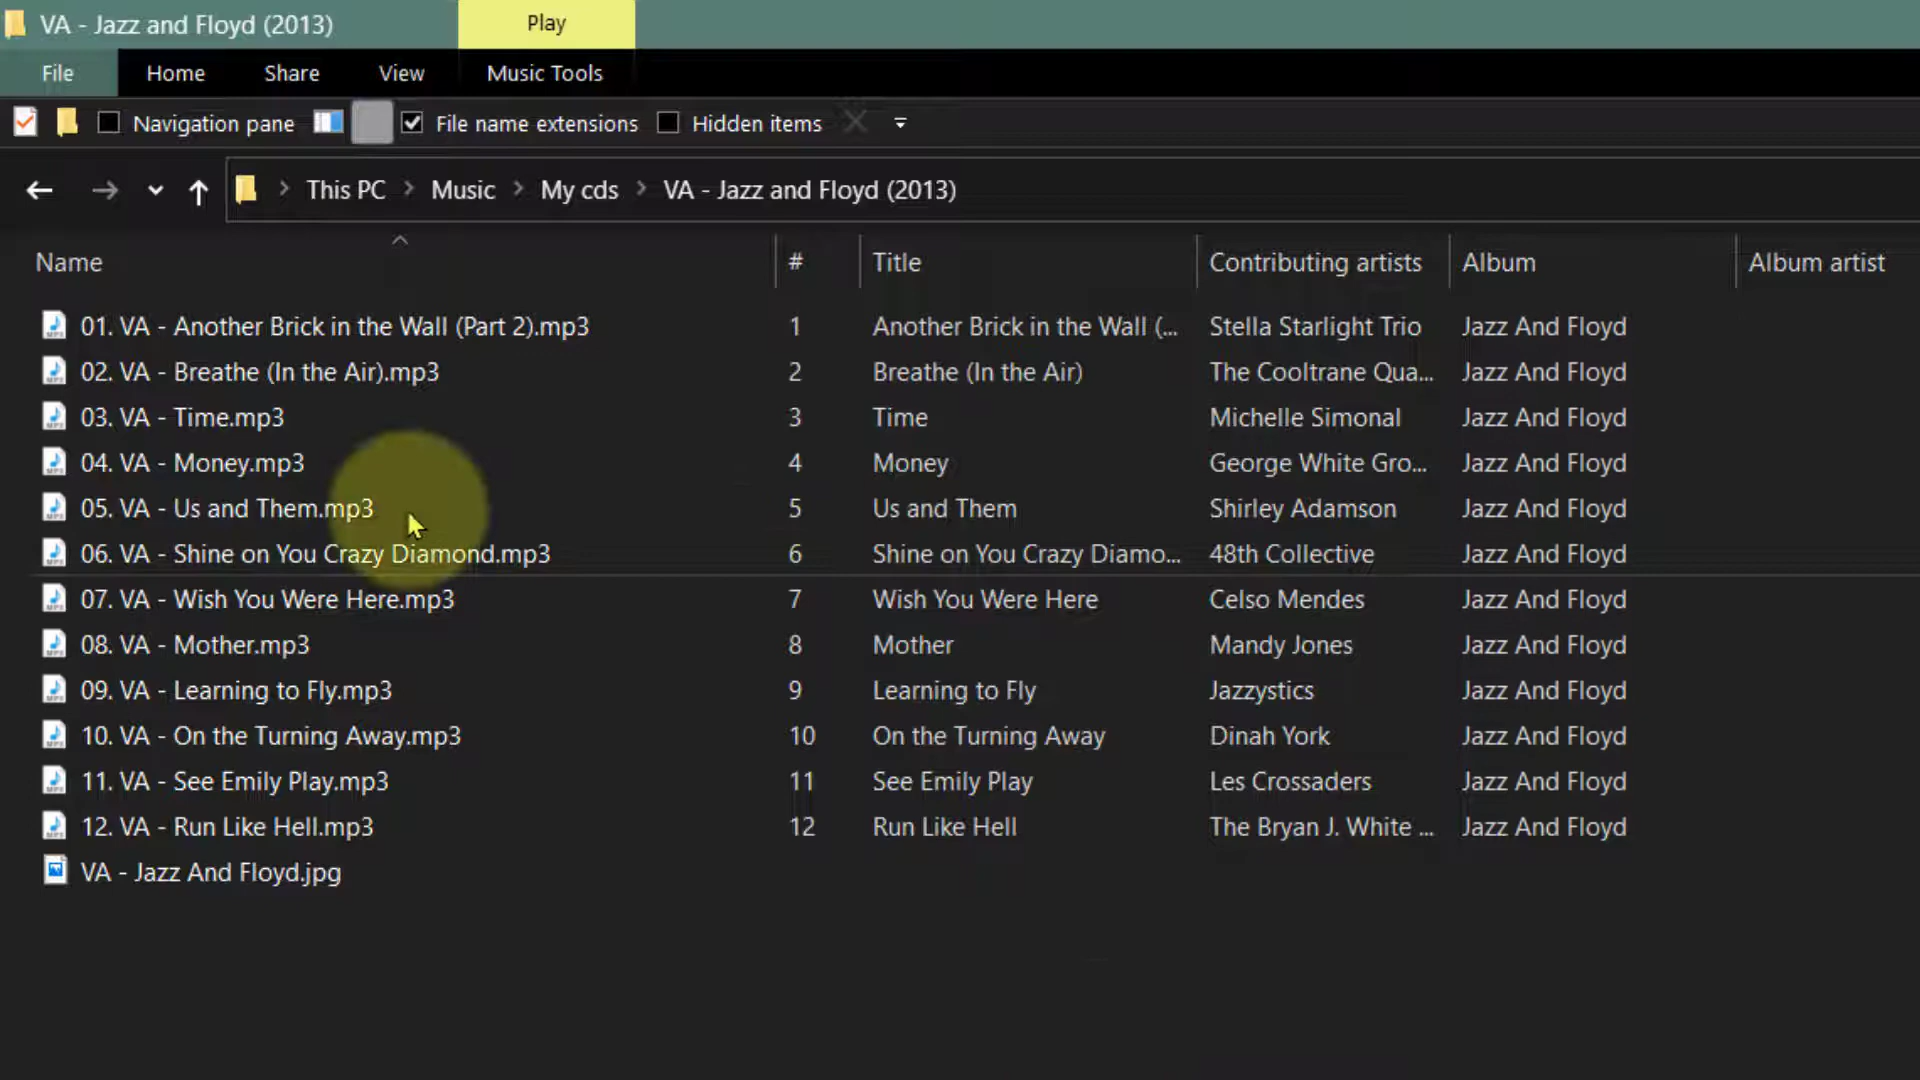 VA - Jazz and Floyd (2013) Play
File Home Share View Music Tools
Navigation pane File name extensions Hidden items
This PC > Music > My cds > VA - Jazz and Floyd (2013)
Name # Title Contributing artists Album Album artist
01. VA - Another Brick in the Wall (Part 2).mp3 1 Another Brick in the Wall (... Stella Starlight Trio Jazz And Floyd
02. VA - Breathe (In the Air).mp3 2 Breathe (In the Air) The Cooltrane Qua... Jazz And Floyd
03. VA - Time.mp3 3 Time Michelle Simonal Jazz And Floyd
04. VA - Money.mp3 4 Money George White Gro... Jazz And Floyd
05. VA - Us and Them.mp3 5 Us and Them Shirley Adamson Jazz And Floyd
06. VA - Shine on You Crazy Diamond.mp3 6 Shine on You Crazy Diamo... 48th Collective Jazz And Floyd
07. VA - Wish You Were Here.mp3 7 Wish You Were Here Celso Mendes Jazz And Floyd
08. VA - Mother.mp3 8 Mother Mandy Jones Jazz And Floyd
09. VA - Learning to Fly.mp3 9 Learning to Fly Jazzystics Jazz And Floyd
10. VA - On the Turning Away.mp3 10 On the Turning Away Dinah York Jazz And Floyd
11. VA - See Emily Play.mp3 11 See Emily Play Les Crossaders Jazz And Floyd
12. VA - Run Like Hell.mp3 12 Run Like Hell The Bryan J. White ... Jazz And Floyd
VA - Jazz And Floyd.jpg